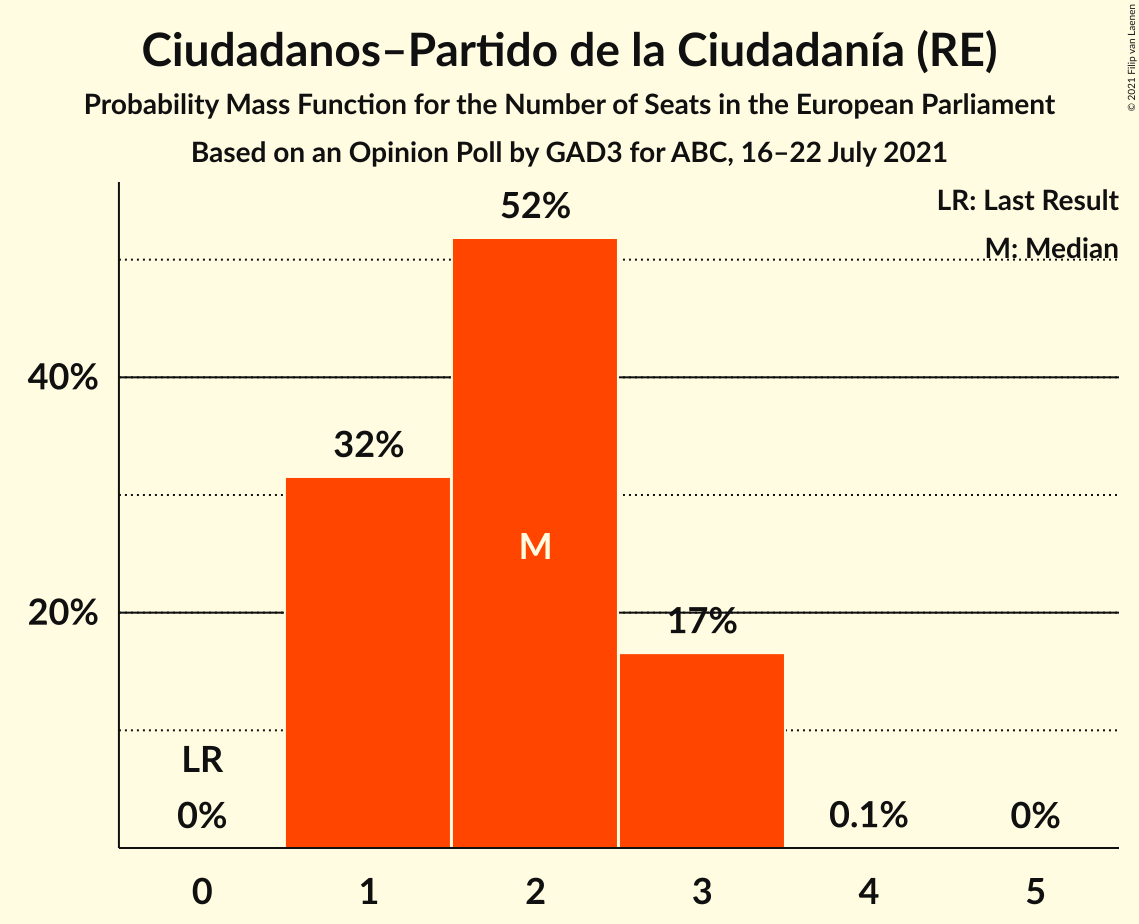 Ciudadanos–Partido de la Ciudadanía (RE)
Probability Mass Function for the Number of Seats in the European Parliament
Based on an Opinion Poll by GAD3 for ABC, 16–22 July 2021
© 2021 Filip van Laenen
LR: Last Result
M: Median
52%
40%
32%
M
20%
17%
LR
0%
0.1%
0%
0 1 2 3 4 5